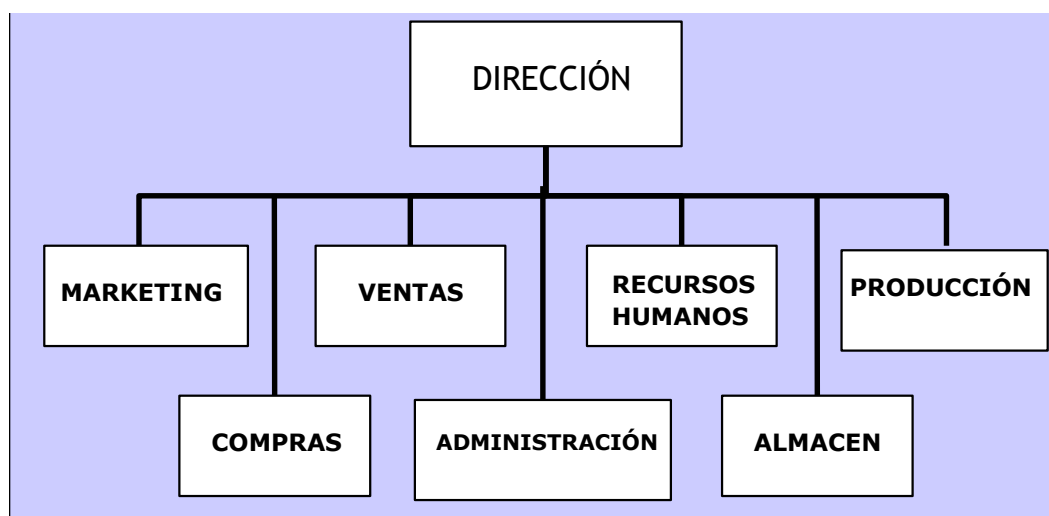 DIRECCIÓN
MARKETING
VENTAS
RECURSOS
HUMANOS
PRODUCCIÓN
COMPRAS
ADMINISTRACIÓN
ALMACEN